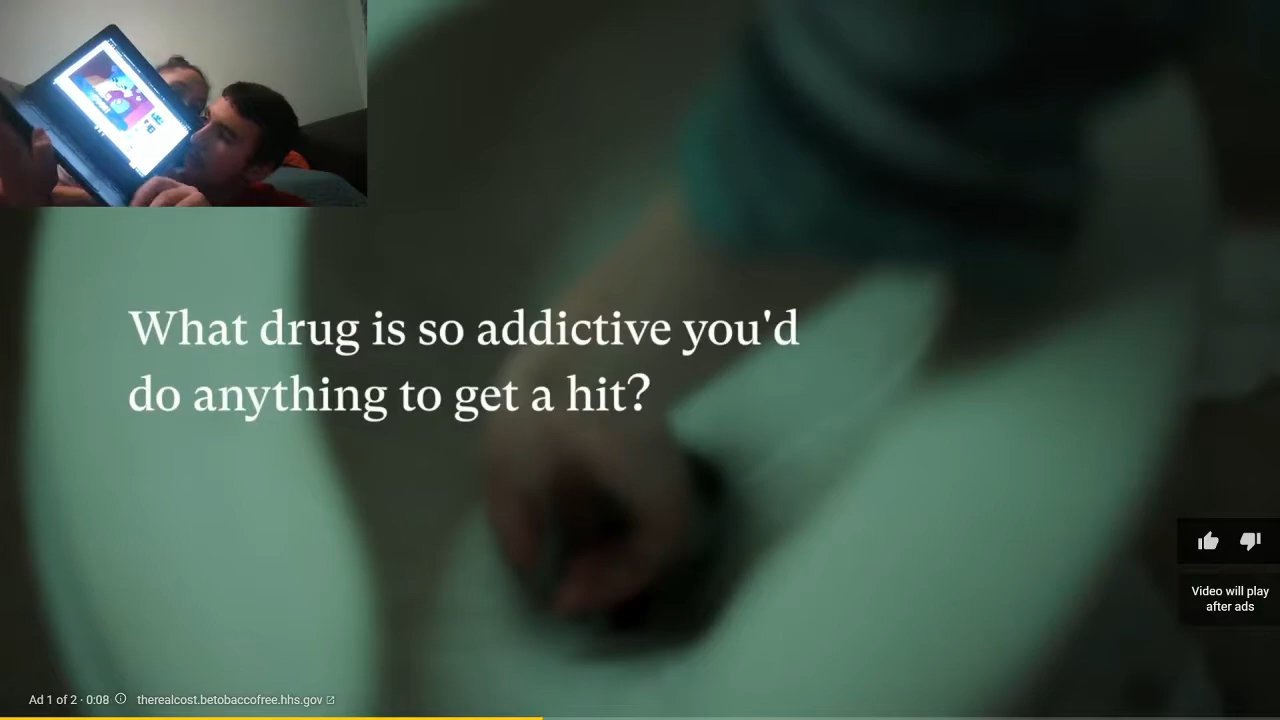 What drug is so addictive you'd
do anything to get a hit?
Video will play
after ads
Ad 1 of 2 · 0:08
therealcost.betobaccofree.hhs.gov